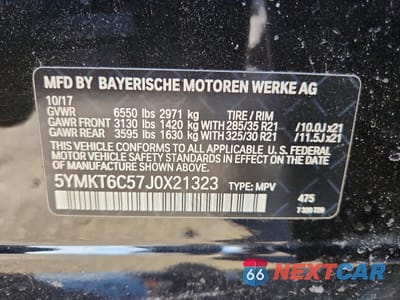 MFD BY BAYERISCHE MOTOREN WERKE AG
10/17
GVWR 6550 lbs 2971 kg TIRE / RIM
GAWR FRONT 3130 lbs 1420 kg WITH 285/35 R21 /10.0Jx21
GAWR REAR 3595 lbs 1630 kg WITH 325/30 R21 /11.5Jx21
THIS VEHICLE CONFORMS TO ALL APPLICABLE U. S. FEDERAL
MOTOR VEHICLE SAFETY STANDARDS IN EFFECT ON THE DATE
OF MANUFACTURE SHOWN ABOVE.
5YMKT6C57J0X21323 TYPE: MPV
475
66 NEXTCAR